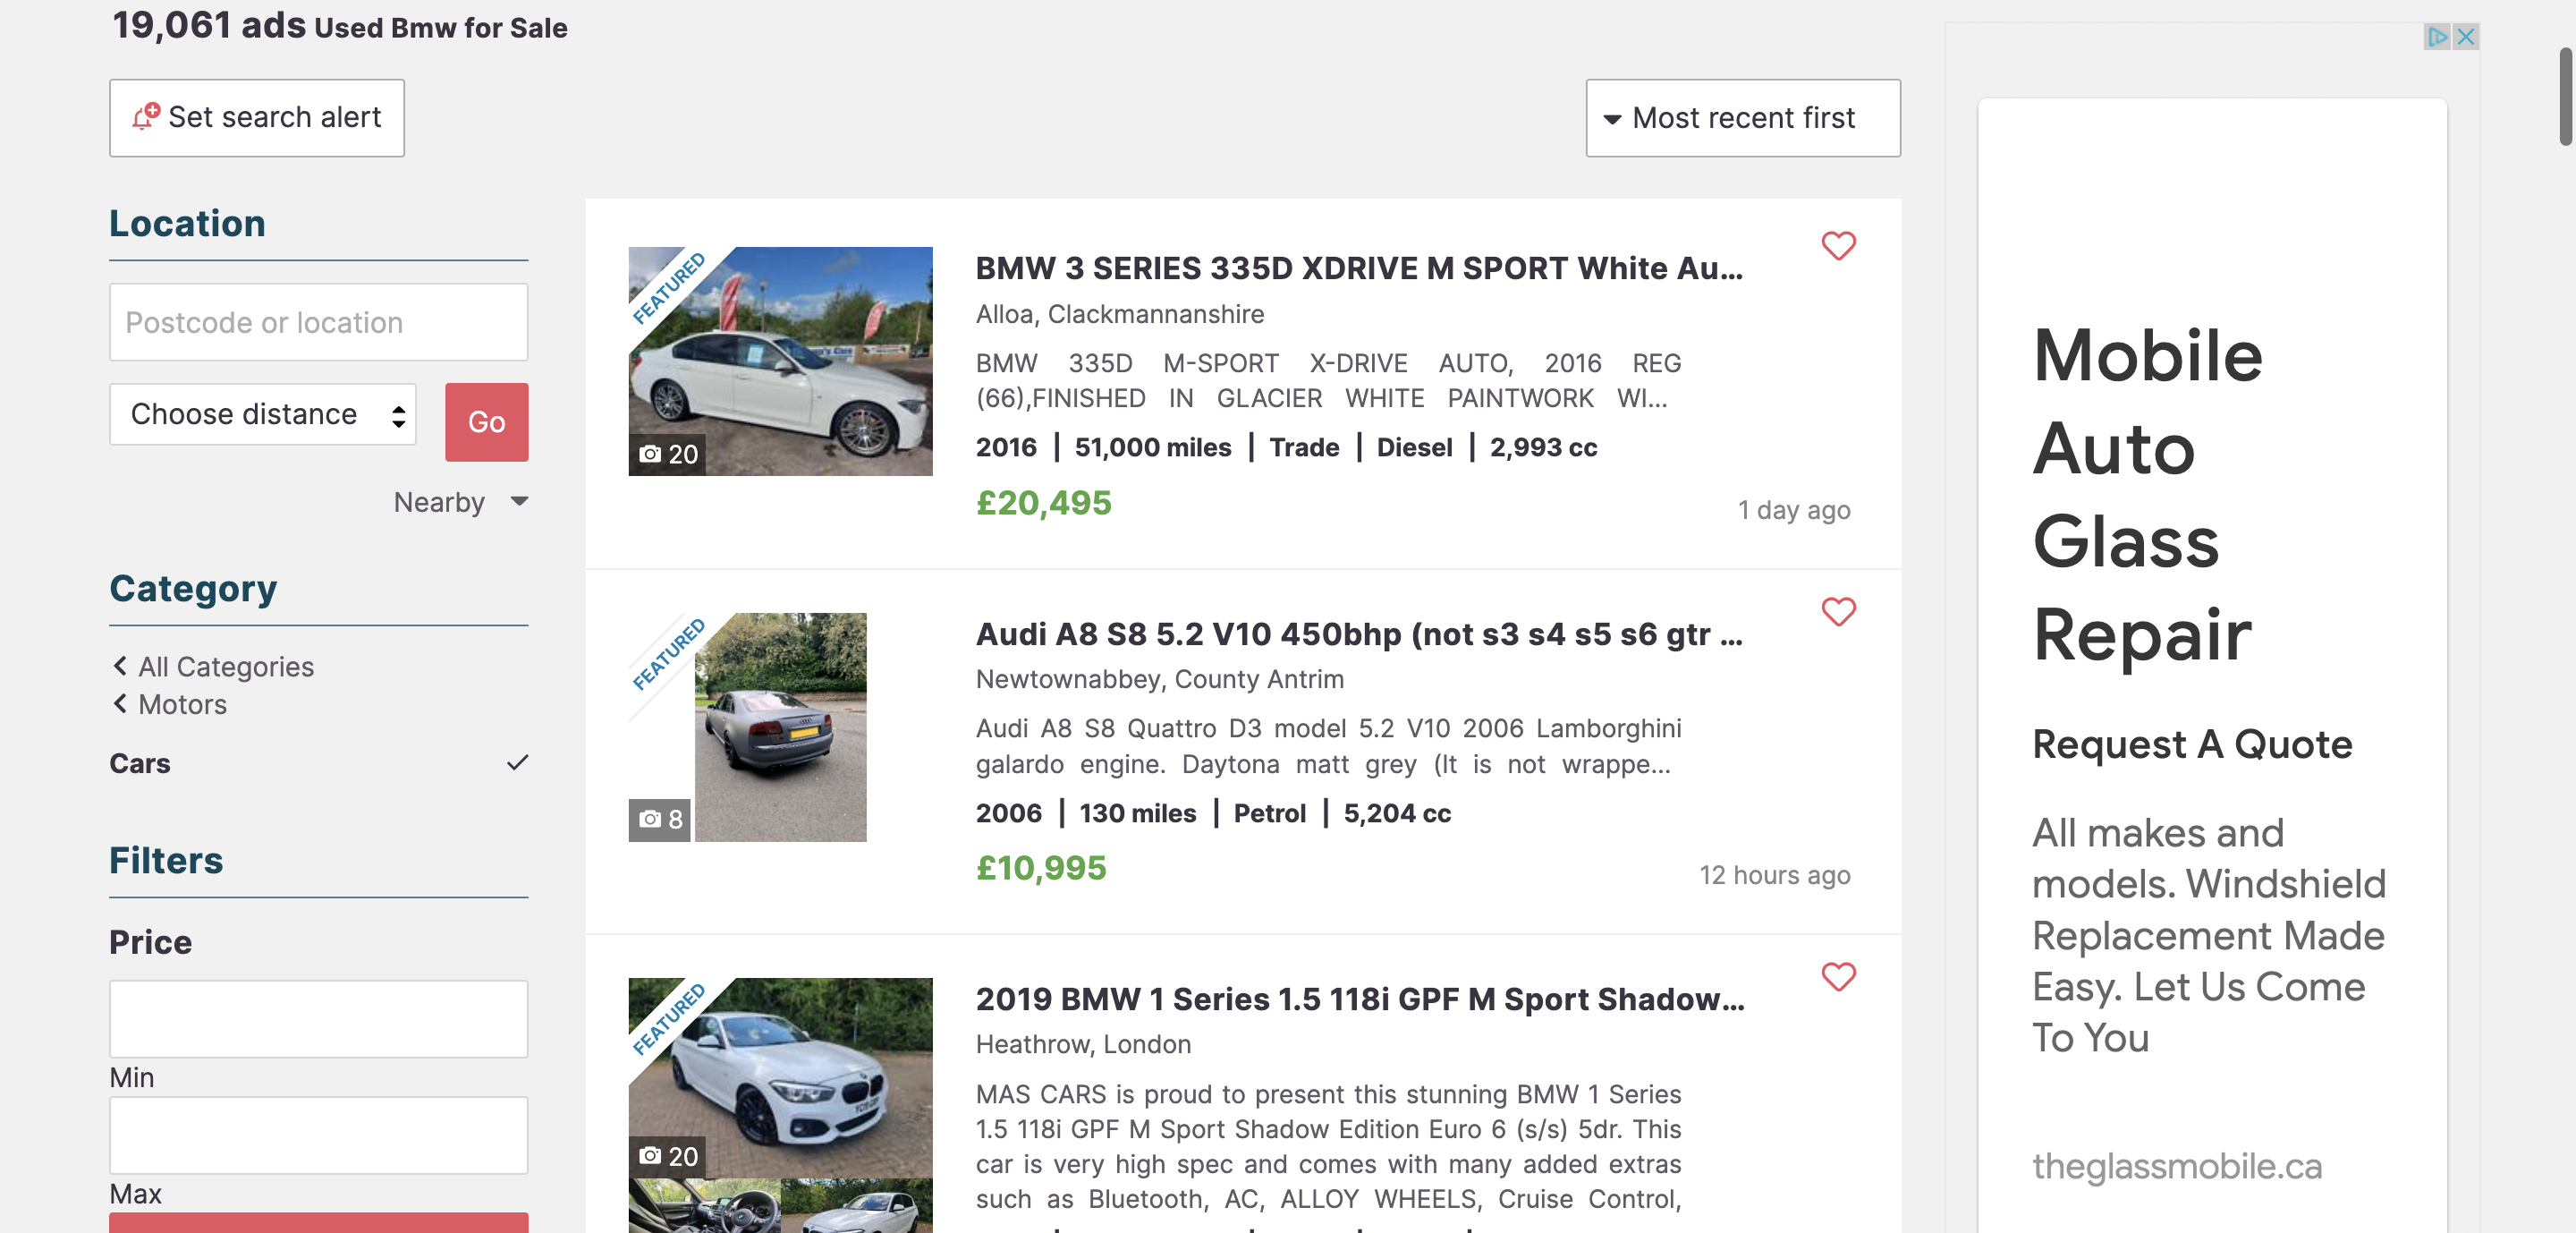 19,061 ads Used Bmw for Sale
Set search alert
Most recent first
Location
Postcode or location
Choose distance
Go
Nearby
Category
All Categories
Motors
Cars
Filters
Price
Min
Max
FEATURED
20
BMW 3 SERIES 335D XDRIVE M SPORT White Au...
Alloa, Clackmannanshire
BMW 335D M-SPORT X-DRIVE AUTO, 2016 REG
(66),FINISHED IN GLACIER WHITE PAINTWORK WI...
2016 | 51,000 miles | Trade | Diesel | 2,993 cc
£20,495
1 day ago
FEATURED
8
Audi A8 S8 5.2 V10 450bhp (not s3 s4 s5 s6 gtr ...
Newtownabbey, County Antrim
Audi A8 S8 Quattro D3 model 5.2 V10 2006 Lamborghini
galardo engine. Daytona matt grey (It is not wrappe...
2006 | 130 miles | Petrol | 5,204 cc
£10,995
12 hours ago
FEATURED
20
2019 BMW 1 Series 1.5 118i GPF M Sport Shadow...
Heathrow, London
MAS CARS is proud to present this stunning BMW 1 Series
1.5 118i GPF M Sport Shadow Edition Euro 6 (s/s) 5dr. This
car is very high spec and comes with many added extras
such as Bluetooth, AC, ALLOY WHEELS, Cruise Control,
Mobile
Auto
Glass
Repair
Request A Quote
All makes and
models. Windshield
Replacement Made
Easy. Let Us Come
To You
theglassmobile.ca